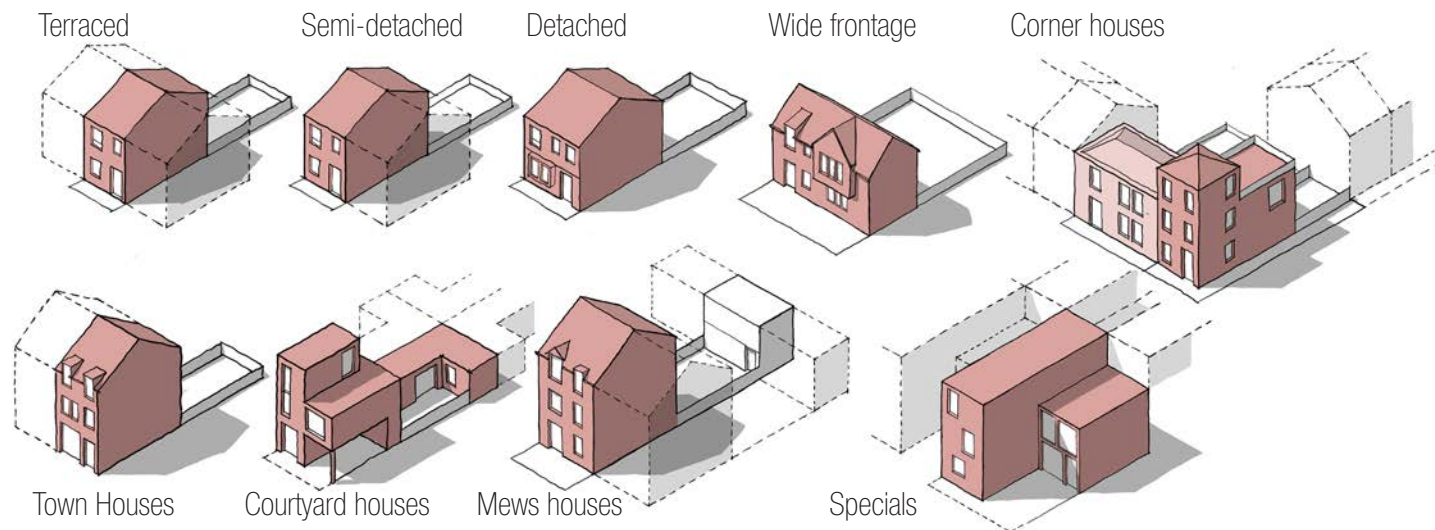 Terraced
Semi-detached
Detached
Wide frontage
Corner houses
Town Houses
Courtyard houses
Mews houses
Specials